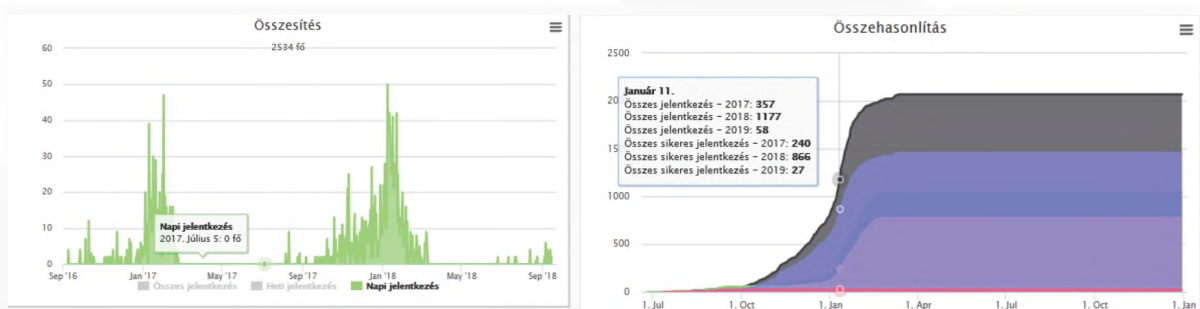 Összesítés
2534 fő
60
50
40
30
20
10
0
Napi jelentkezés
2017. Július 5: 0 fő
Sep '16
Jan '17
May '17
Sep '17
Jan '18
May '18
Sep '18
Összes jelentkezés
Heti jelentkezés
Napi jelentkezés
Összehasonlítás
2500
1000
500
0
Január 11.
Összes jelentkezés - 2017: 357
Összes jelentkezés - 2018: 1177
Összes jelentkezés - 2019: 58
Összes sikeres jelentkezés - 2017: 240
Összes sikeres jelentkezés - 2018: 866
Összes sikeres jelentkezés - 2019: 27
1. Jul
1. Oct
1. Jan
1. Apr
1. Jul
1. Oct
1. Jan